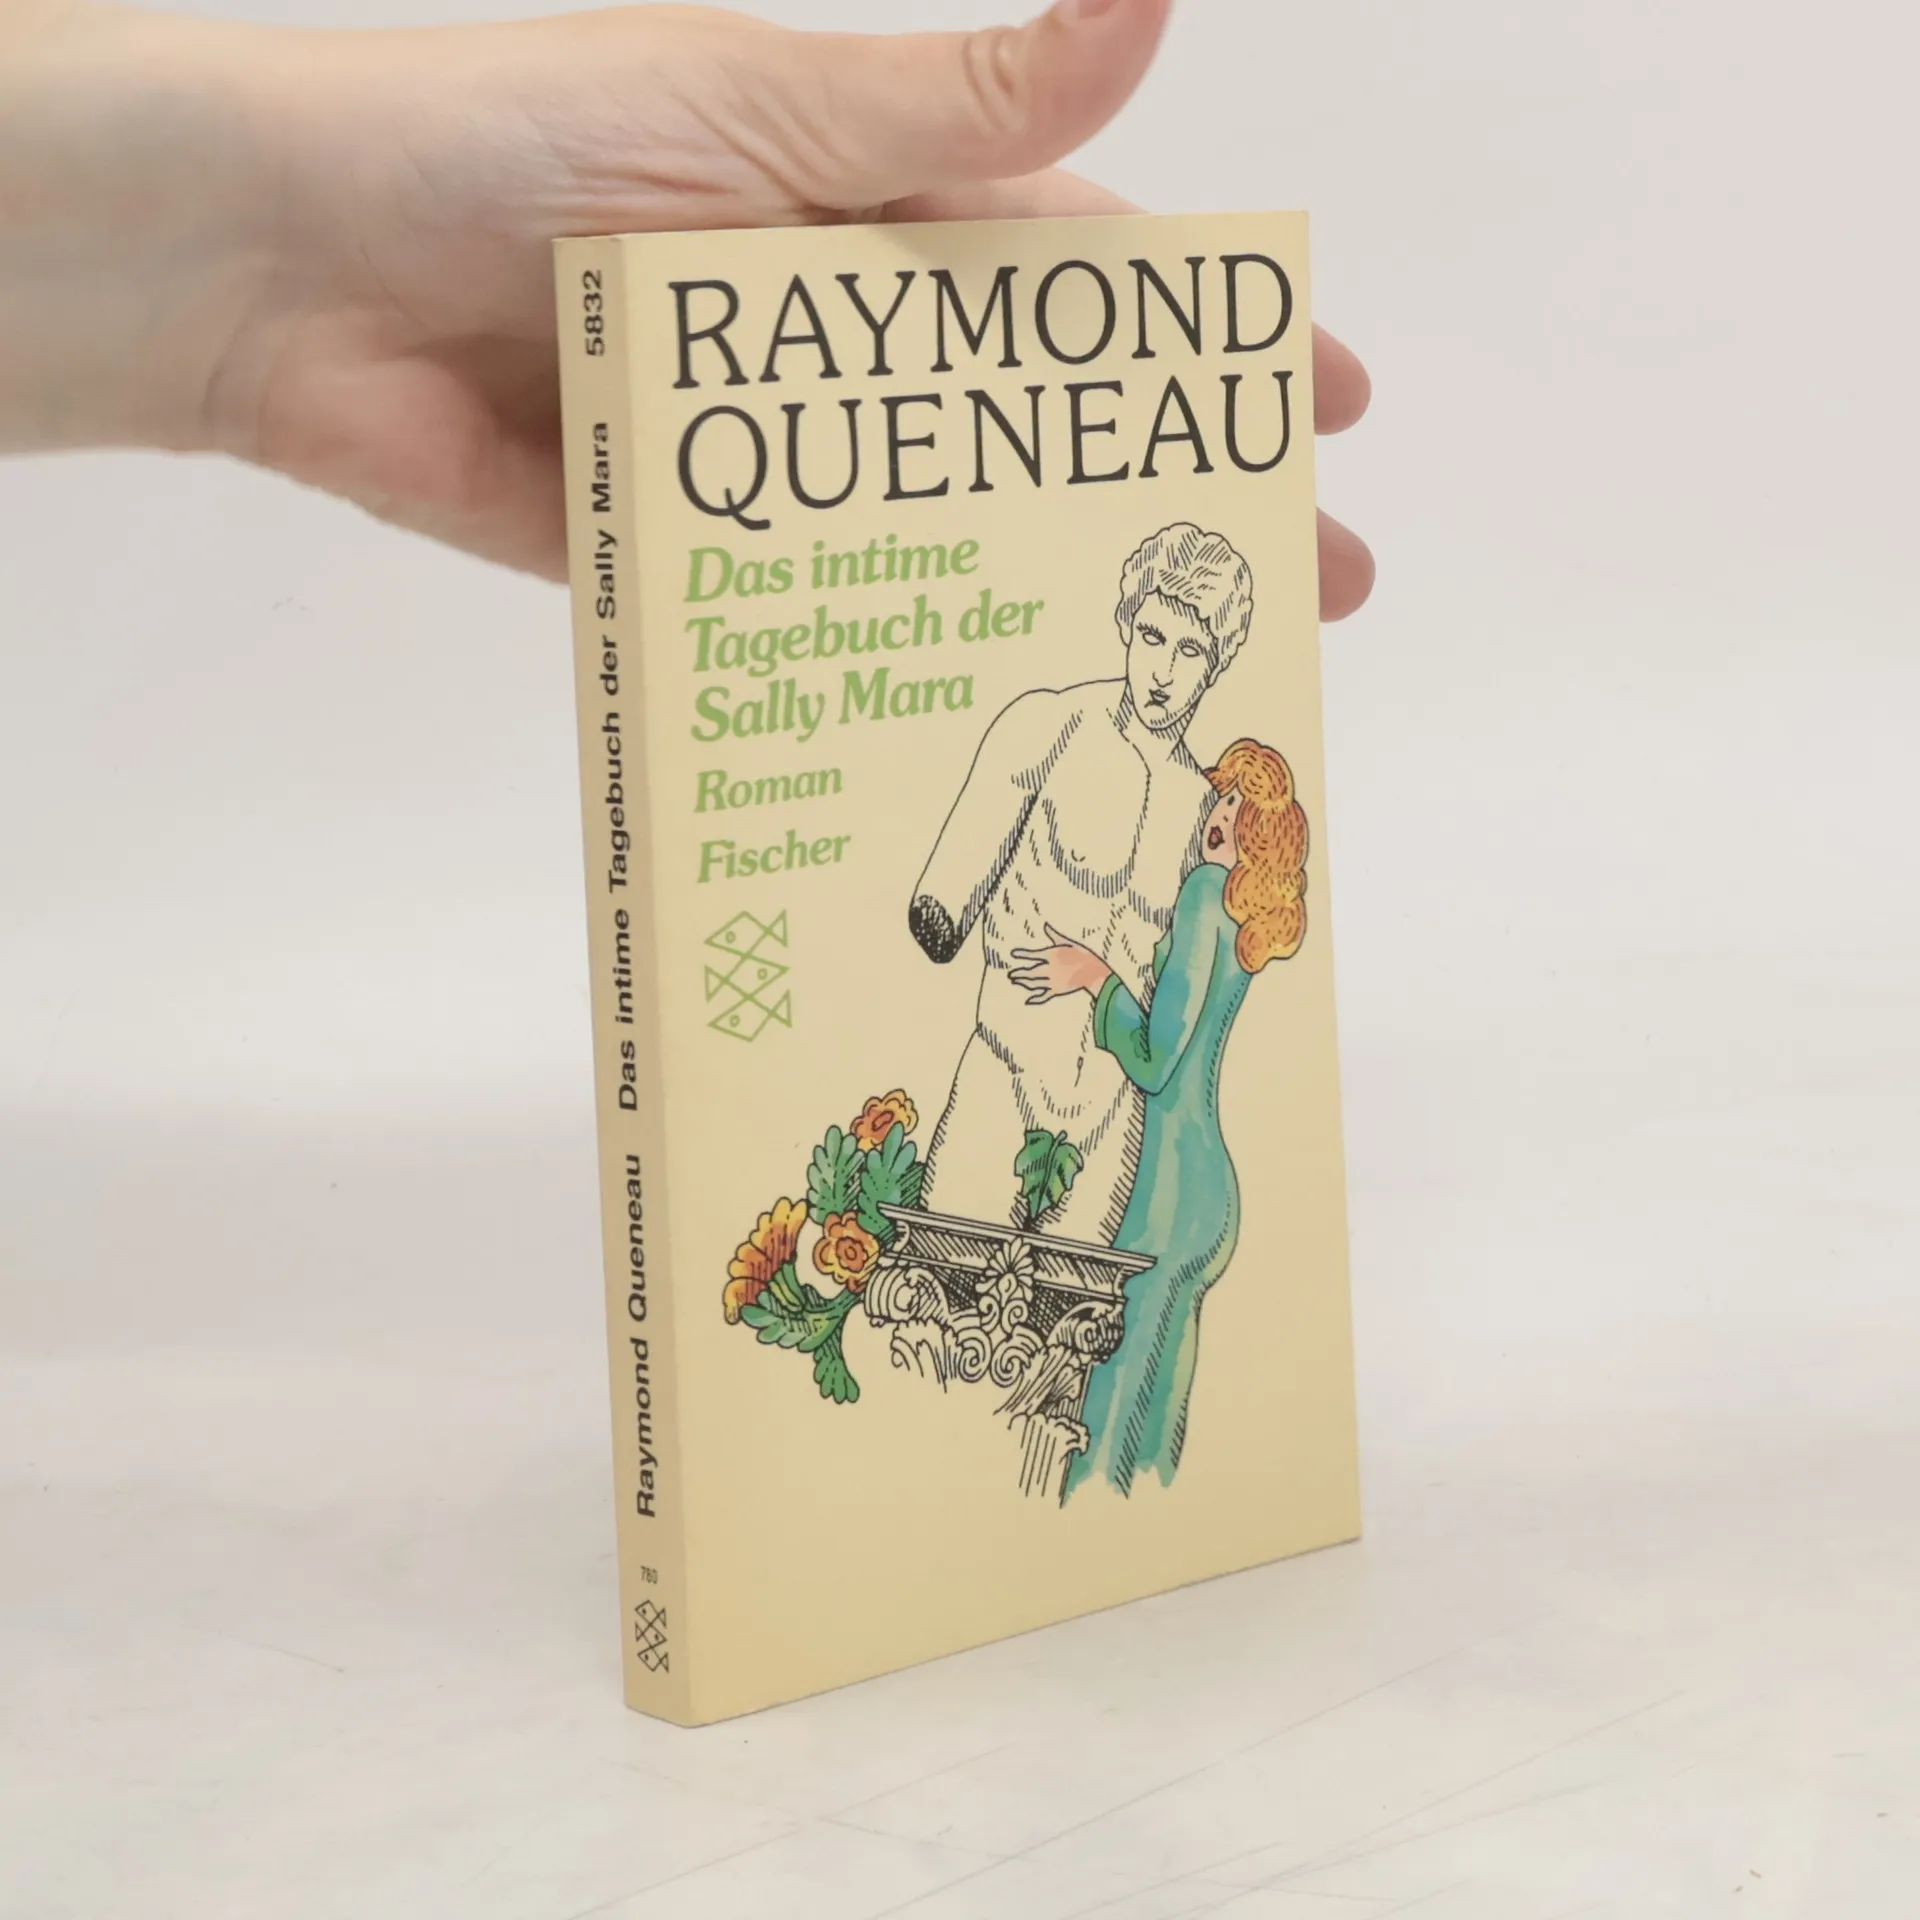 RAYMOND
QUENEAU
Das intime
Tagebuch der
Sally Mara
Roman
Fischer
Raymond Queneau Das intime Tagebuch der Sally Mara 5832
780